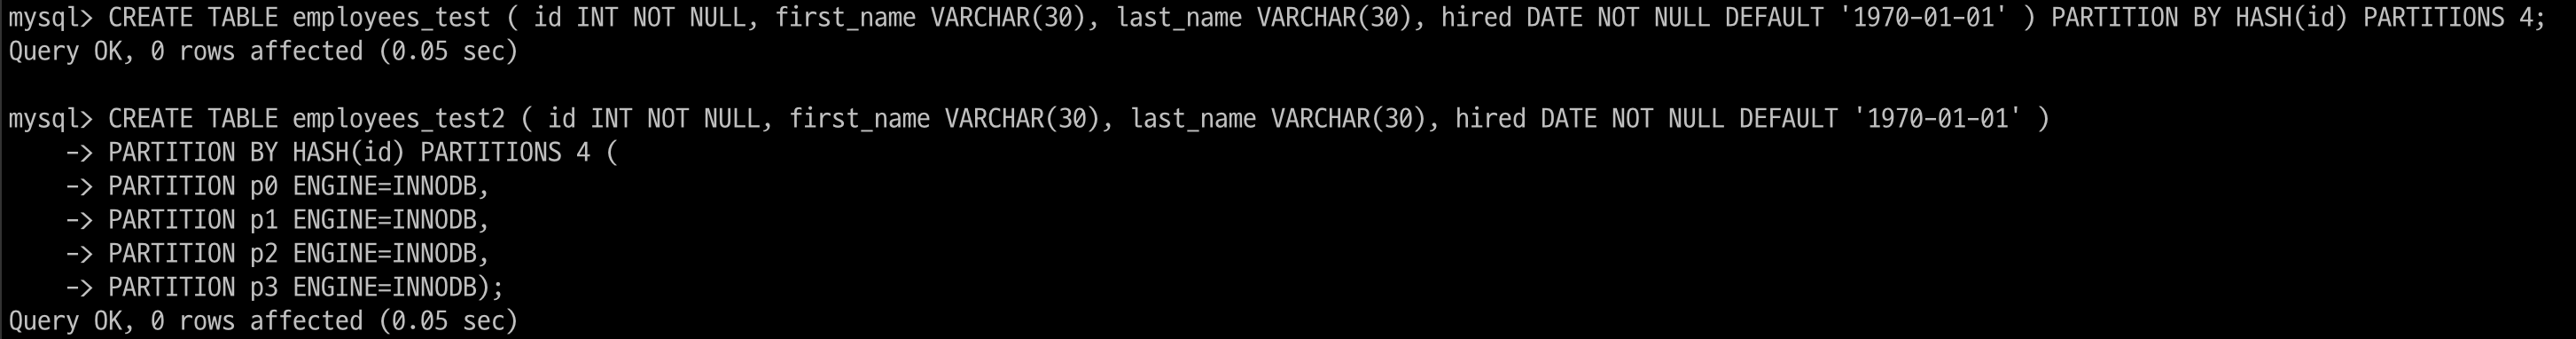 mysql> CREATE TABLE employees_test ( id INT NOT NULL, first_name VARCHAR(30), last_name VARCHAR(30), hired DATE NOT NULL DEFAULT '1970-01-01' ) PARTITION BY HASH(id) PARTITIONS 4;
Query OK, 0 rows affected (0.05 sec)
mysql> CREATE TABLE employees_test2 ( id INT NOT NULL, first_name VARCHAR(30), last_name VARCHAR(30), hired DATE NOT NULL DEFAULT '1970-01-01' )
    -> PARTITION BY HASH(id) PARTITIONS 4 (
    -> PARTITION p0 ENGINE=INNODB,
    -> PARTITION p1 ENGINE=INNODB,
    -> PARTITION p2 ENGINE=INNODB,
    -> PARTITION p3 ENGINE=INNODB);
Query OK, 0 rows affected (0.05 sec)